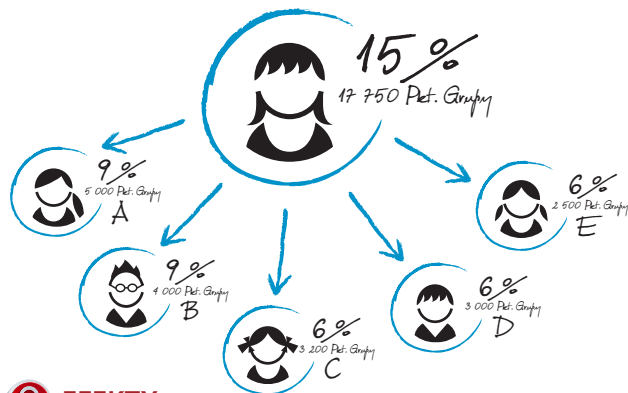 15 %
17 750 Pkt. Grupy
9 %
5 000 Pkt. Grupy
A
9 %
4 000 Pkt. Grupy
B
6 %
3 200 Pkt. Grupy
C
6 %
3 000 Pkt. Grupy
D
6 %
2 500 Pkt. Grupy
E